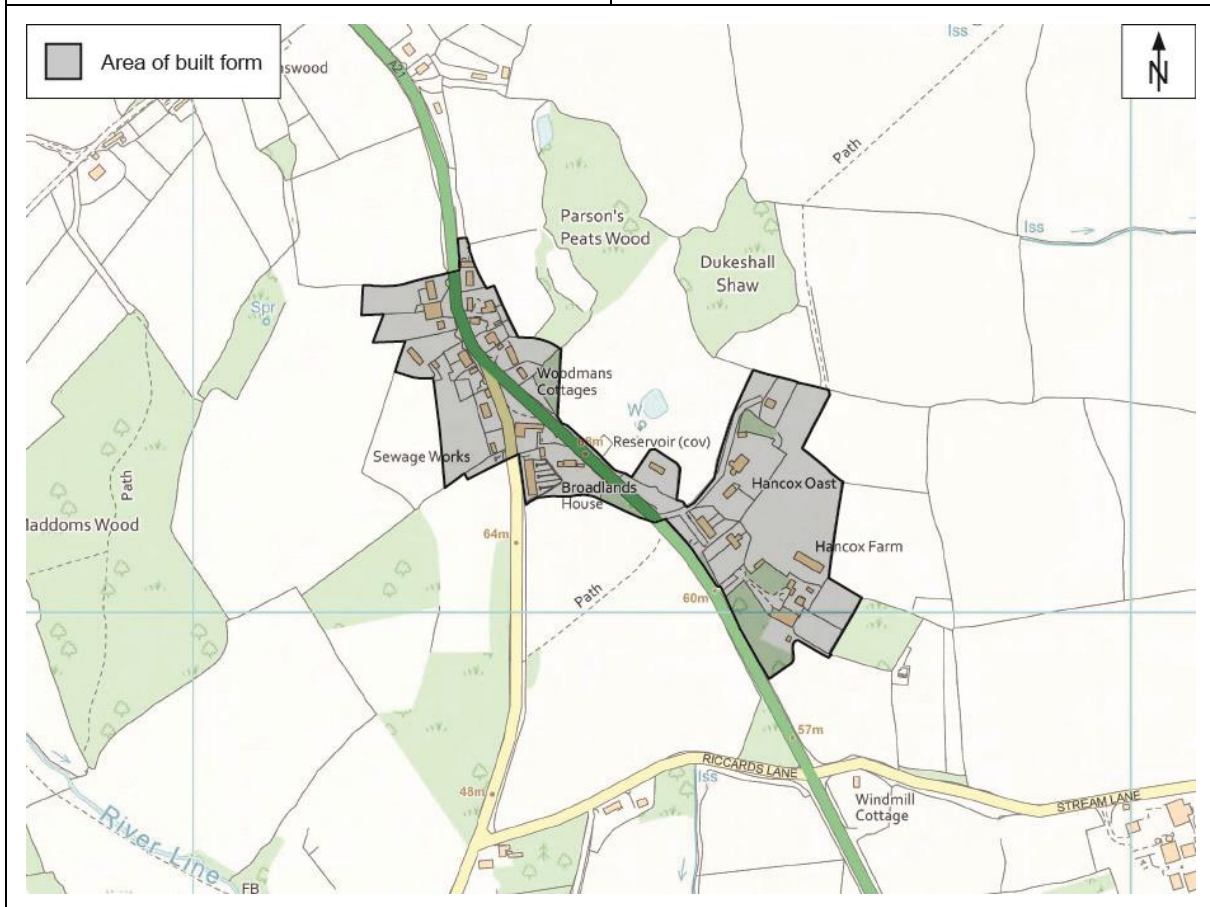 Area of built form
N
Iss
A21
Parson's
Peats Wood
Path
Dukeshall
Shaw
Iss
Spr
Woodmans
Cottages
W
68m
Reservoir (cov)
Sewage Works
Broadlands
House
Hancox Oast
Path
Hancox Farm
64m
Path
60m
57m
RICCARDS LANE
Iss
48m
STREAM LANE
Windmill
Cottage
River Line
FB